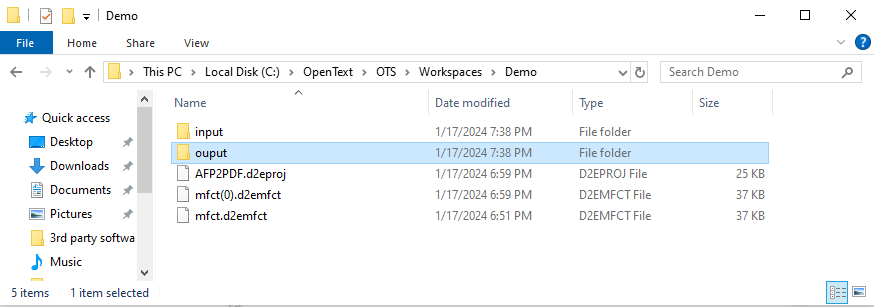 Demo
File Home Share View
This PC Local Disk (C:) OpenText OTS Workspaces Demo Search Demo
Name Date modified Type Size
Quick access
Desktop
Downloads
Documents
Pictures
3rd party softwa
Music
input 1/17/2024 7:38 PM File folder
ouput 1/17/2024 7:38 PM File folder
AFP2PDF.d2eproj 1/17/2024 6:59 PM D2EPROJ File 25 KB
mfct(0).d2emfct 1/17/2024 6:59 PM D2EMFCT File 37 KB
mfct.d2emfct 1/17/2024 6:51 PM D2EMFCT File 37 KB
5 items 1 item selected